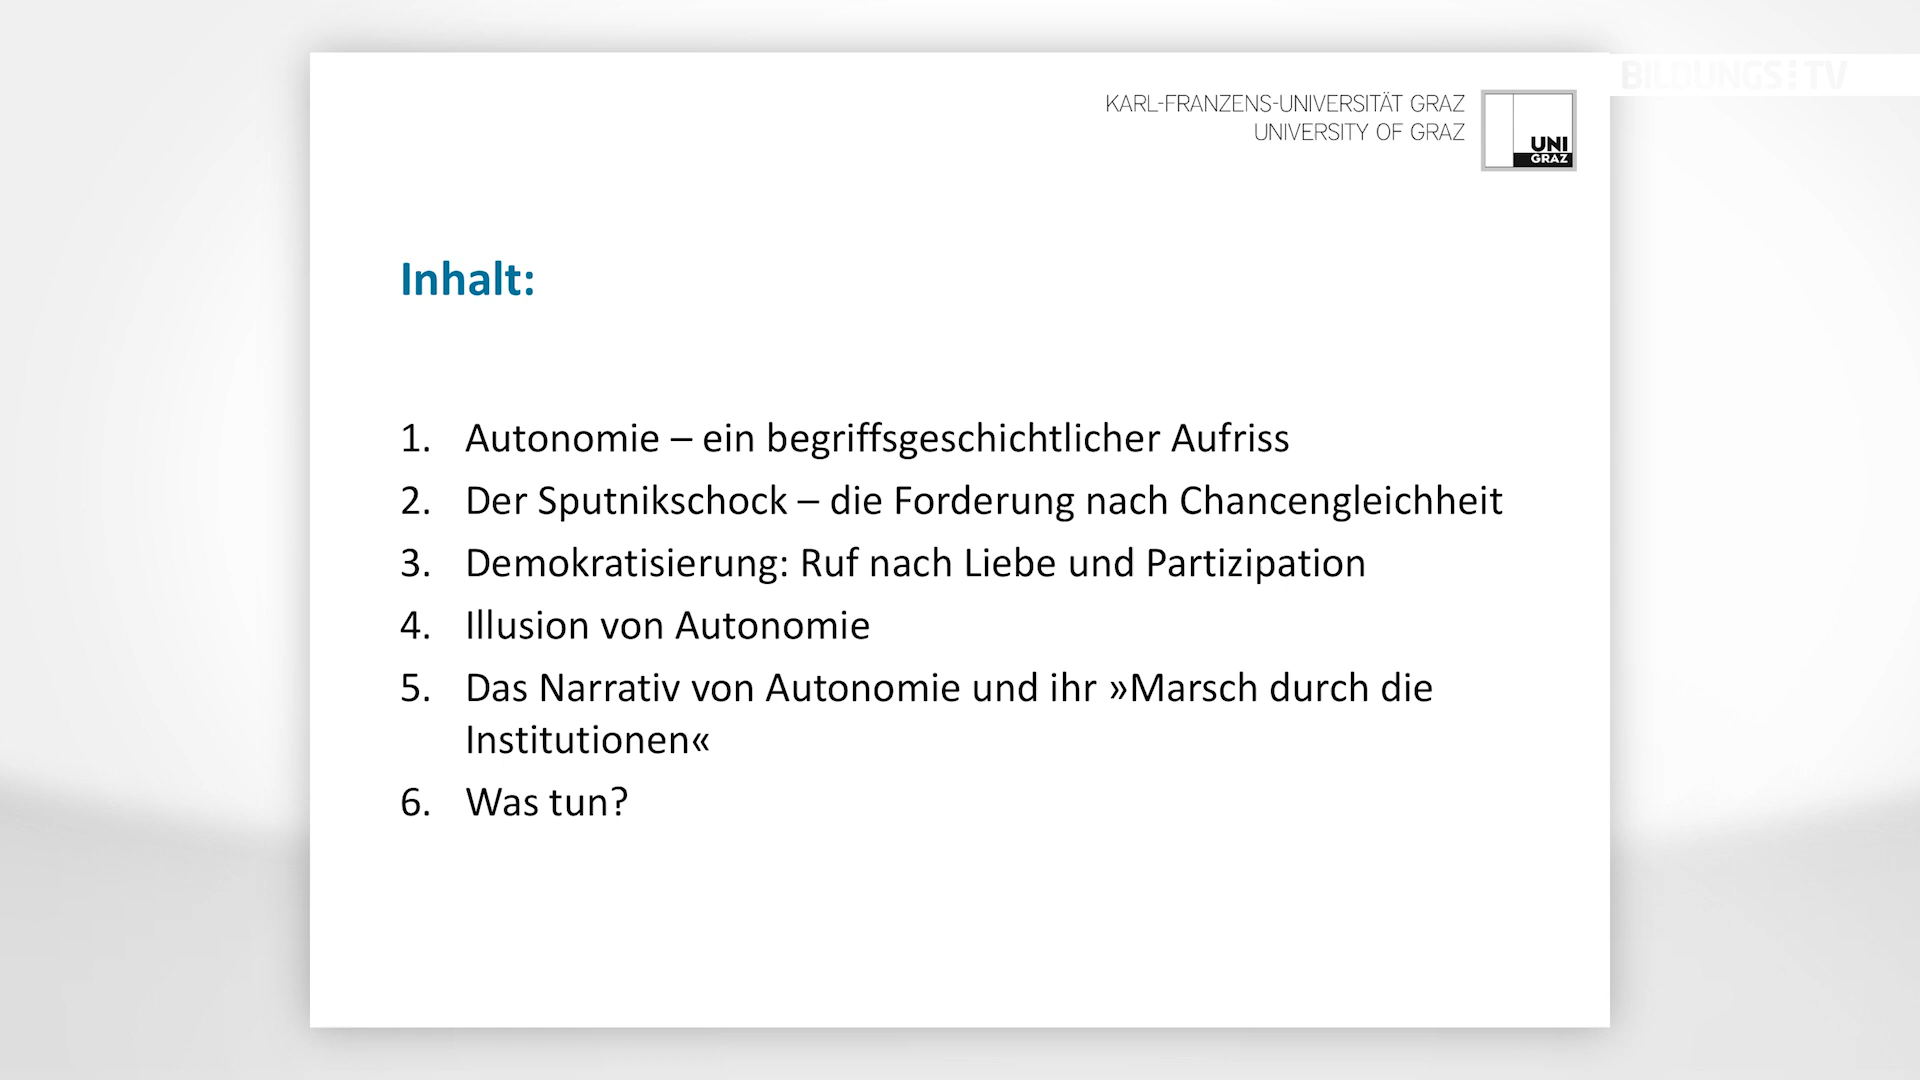 BILDUNGS TV
KARL-FRANZENS-UNIVERSITÄT GRAZ
UNIVERSITY OF GRAZ
UNI
GRAZ
Inhalt:
1. Autonomie – ein begriffsgeschichtlicher Aufriss
2. Der Sputnikschock – die Forderung nach Chancengleichheit
3. Demokratisierung: Ruf nach Liebe und Partizipation
4. Illusion von Autonomie
5. Das Narrativ von Autonomie und ihr »Marsch durch die
Institutionen«
6. Was tun?